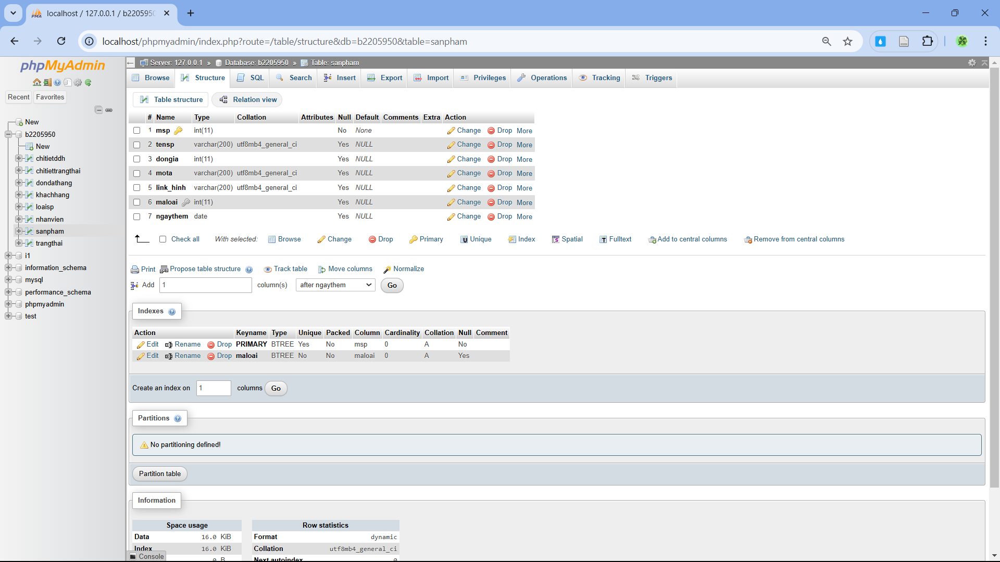 localhost / 127.0.0.1 / b2205950
localhost/phpmyadmin/index.php?route=/table/structure&db=b2205950&table=sanpham
phpMyAdmin
Recent Favorites
New
b2205950
New
chitietddh
chitiettrangthai
dondathang
khachhang
loaisp
nhanvien
sanpham
trangthai
i1
information_schema
mysql
performance_schema
phpmyadmin
test
Server: 127.0.0.1 » Database: b2205950 » Table: sanpham
Browse Structure SQL Search Insert Export Import Privileges Operations Tracking Triggers
Table structure Relation view
# Name Type Collation Attributes Null Default Comments Extra Action
1 msp int(11) No None Change Drop More
2 tensp varchar(200) utf8mb4_general_ci Yes NULL Change Drop More
3 dongia int(11) Yes NULL Change Drop More
4 mota varchar(200) utf8mb4_general_ci Yes NULL Change Drop More
5 link_hinh varchar(200) utf8mb4_general_ci Yes NULL Change Drop More
6 maloai int(11) Yes NULL Change Drop More
7 ngaythem date Yes NULL Change Drop More
Check all With selected: Browse Change Drop Primary Unique Index Spatial Fulltext Add to central columns Remove from central columns
Print Propose table structure Track table Move columns Normalize
Add 1 column(s) after ngaythem Go
Indexes
Action Keyname Type Unique Packed Column Cardinality Collation Null Comment
Edit Rename Drop PRIMARY BTREE Yes No msp 0 A No
Edit Rename Drop maloai BTREE No No maloai 0 A Yes
Create an index on 1 columns Go
Partitions
No partitioning defined!
Partition table
Information
Space usage
Data 16.0 KiB
Index 16.0 KiB
0 B
Row statistics
Format dynamic
Collation utf8mb4_general_ci
Next autoindex 0
Console